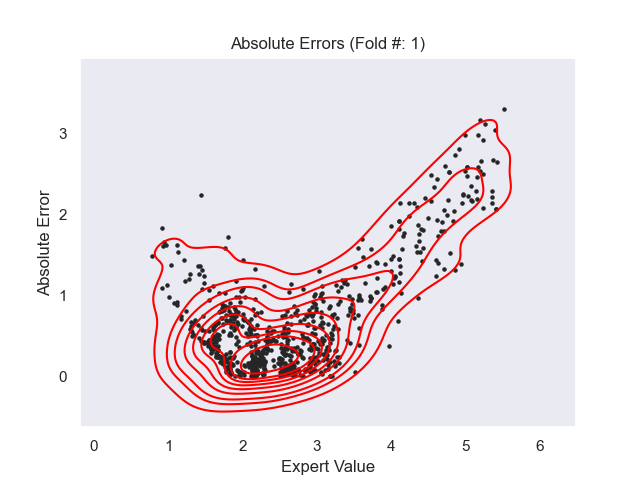 Absolute Errors (Fold #: 1)
Absolute Error
3
2
1
0
0 1 2 3 4 5 6
Expert Value